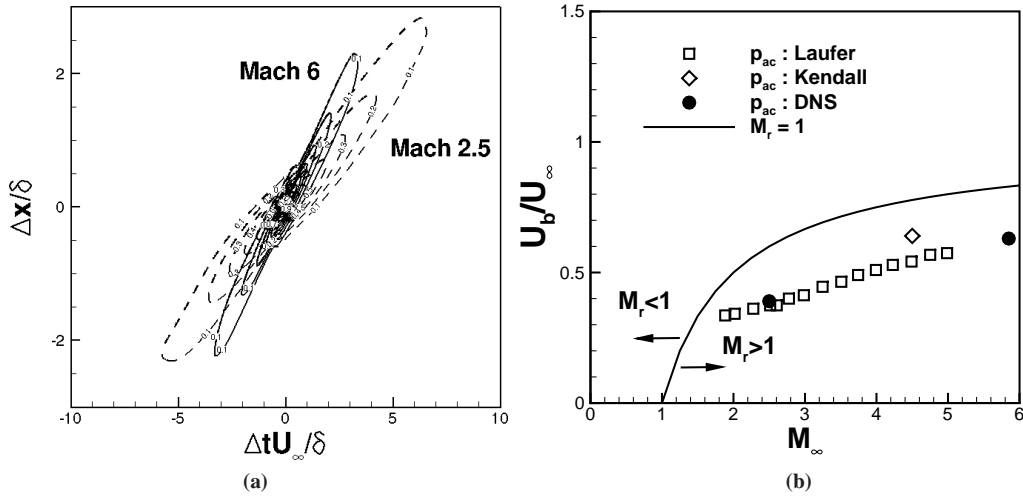 Mach 6
Mach 2.5
2
0
-2
Δx/δ
-10
-5
0
5
10
ΔtU∞/δ
(a)
1.5
1
0.5
0
U_b/U∞
p_ac : Laufer
p_ac : Kendall
p_ac : DNS
M_r = 1
M_r<1
M_r>1
0
1
2
3
4
5
6
M∞
(b)